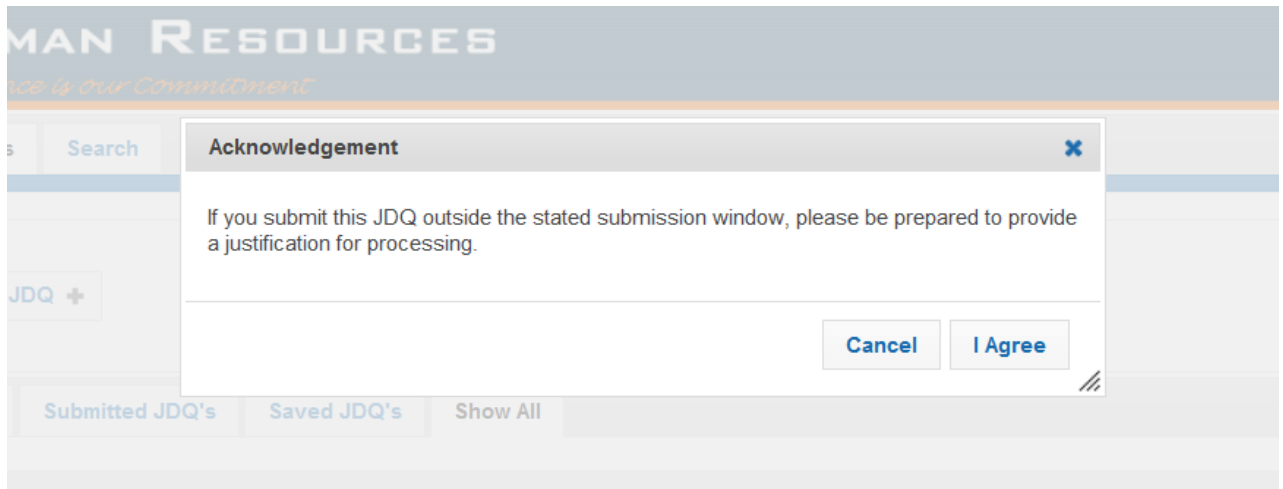 MAN RESOURCES
nce is our Commitment
s Search
Acknowledgement
If you submit this JDQ outside the stated submission window, please be prepared to provide
a justification for processing.
JDQ
Cancel I Agree
Submitted JDQ's Saved JDQ's Show All